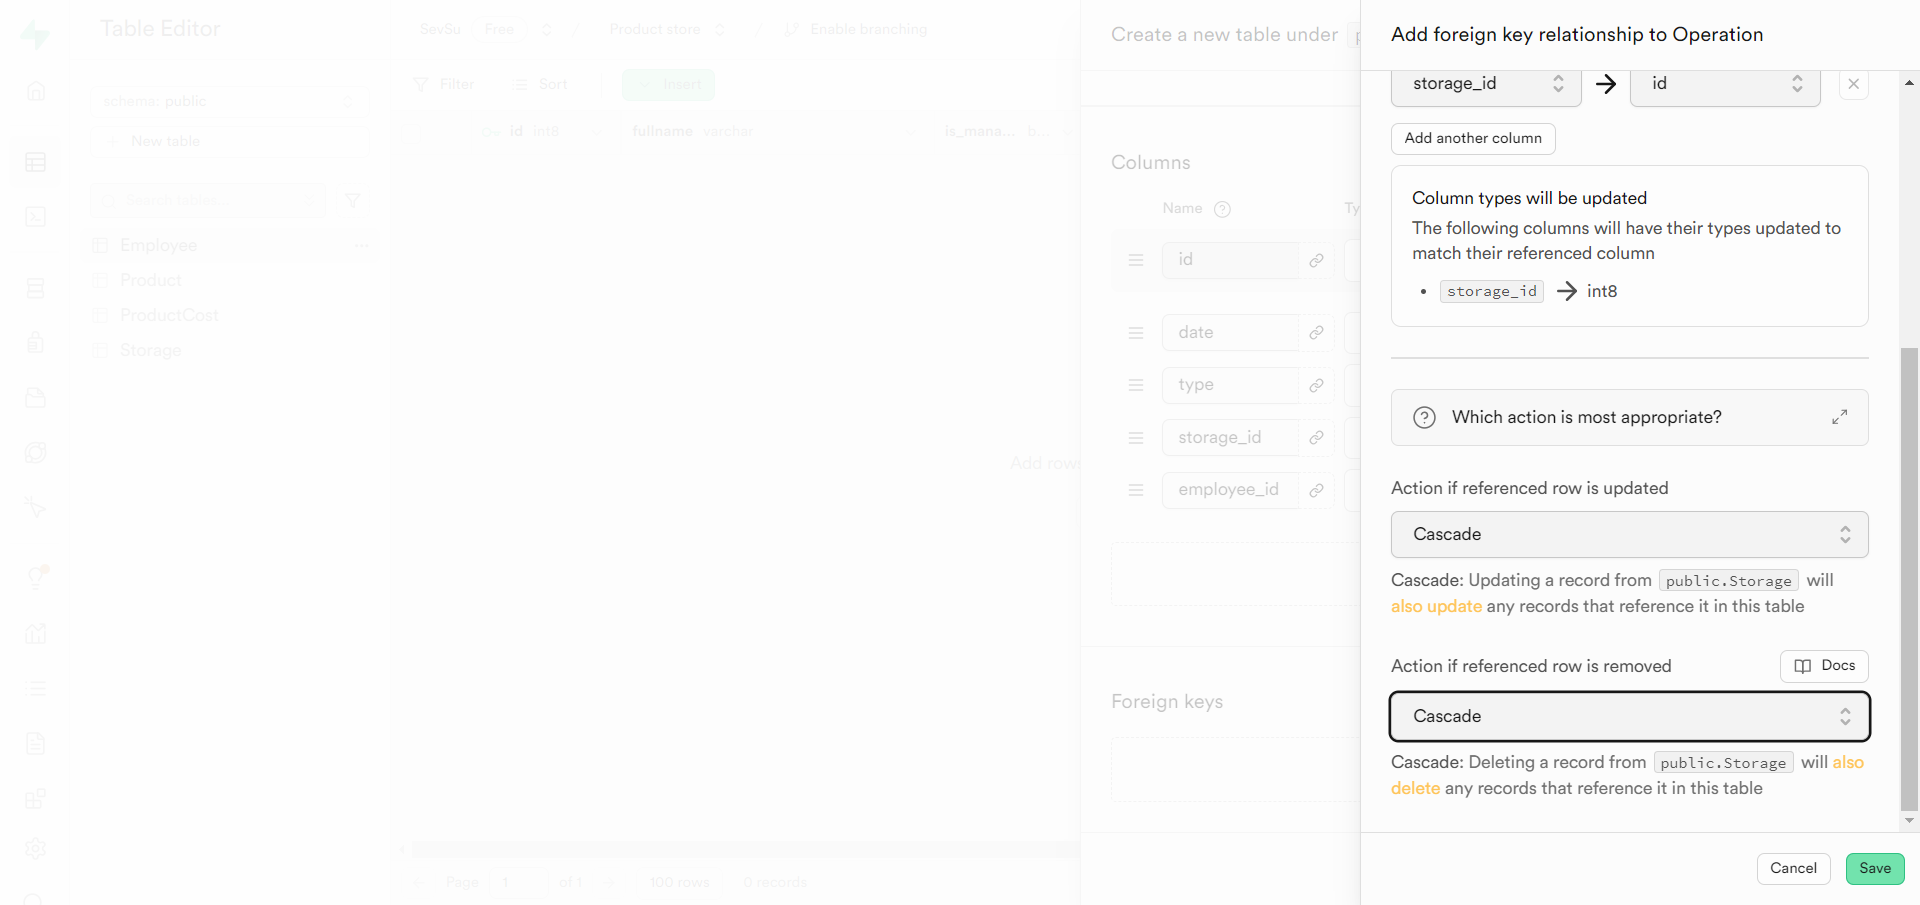 Table Editor
SevSu Free / Product store / Enable branching
schema: public
New table
Search tables...
Employee
Product
ProductCost
Storage
Filter Sort Insert
id int8 fullname varchar is_mana... b...
Add rows
Page 1 of 1 100 rows 0 records
Create a new table under
Columns
Name Ty
id
date
type
storage_id
employee_id
Foreign keys
Add foreign key relationship to Operation
storage_id → id
Add another column
Column types will be updated
The following columns will have their types updated to
match their referenced column
• storage_id → int8
Which action is most appropriate?
Action if referenced row is updated
Cascade
Cascade: Updating a record from public.Storage will
also update any records that reference it in this table
Action if referenced row is removed Docs
Cascade
Cascade: Deleting a record from public.Storage will also
delete any records that reference it in this table
Cancel Save